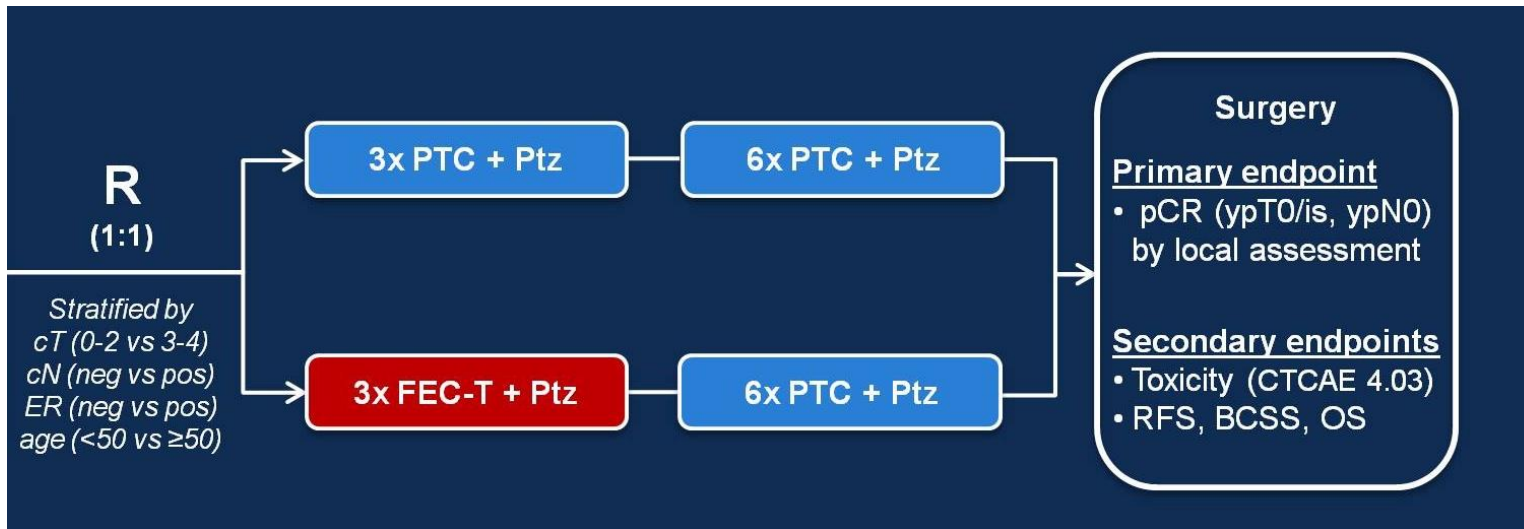 R
(1:1)
Stratified by
cT (0-2 vs 3-4)
cN (neg vs pos)
ER (neg vs pos)
age (<50 vs ≥50)
3x PTC + Ptz
6x PTC + Ptz
3x FEC-T + Ptz
6x PTC + Ptz
Surgery
Primary endpoint
• pCR (ypT0/is, ypN0)
by local assessment
Secondary endpoints
• Toxicity (CTCAE 4.03)
• RFS, BCSS, OS